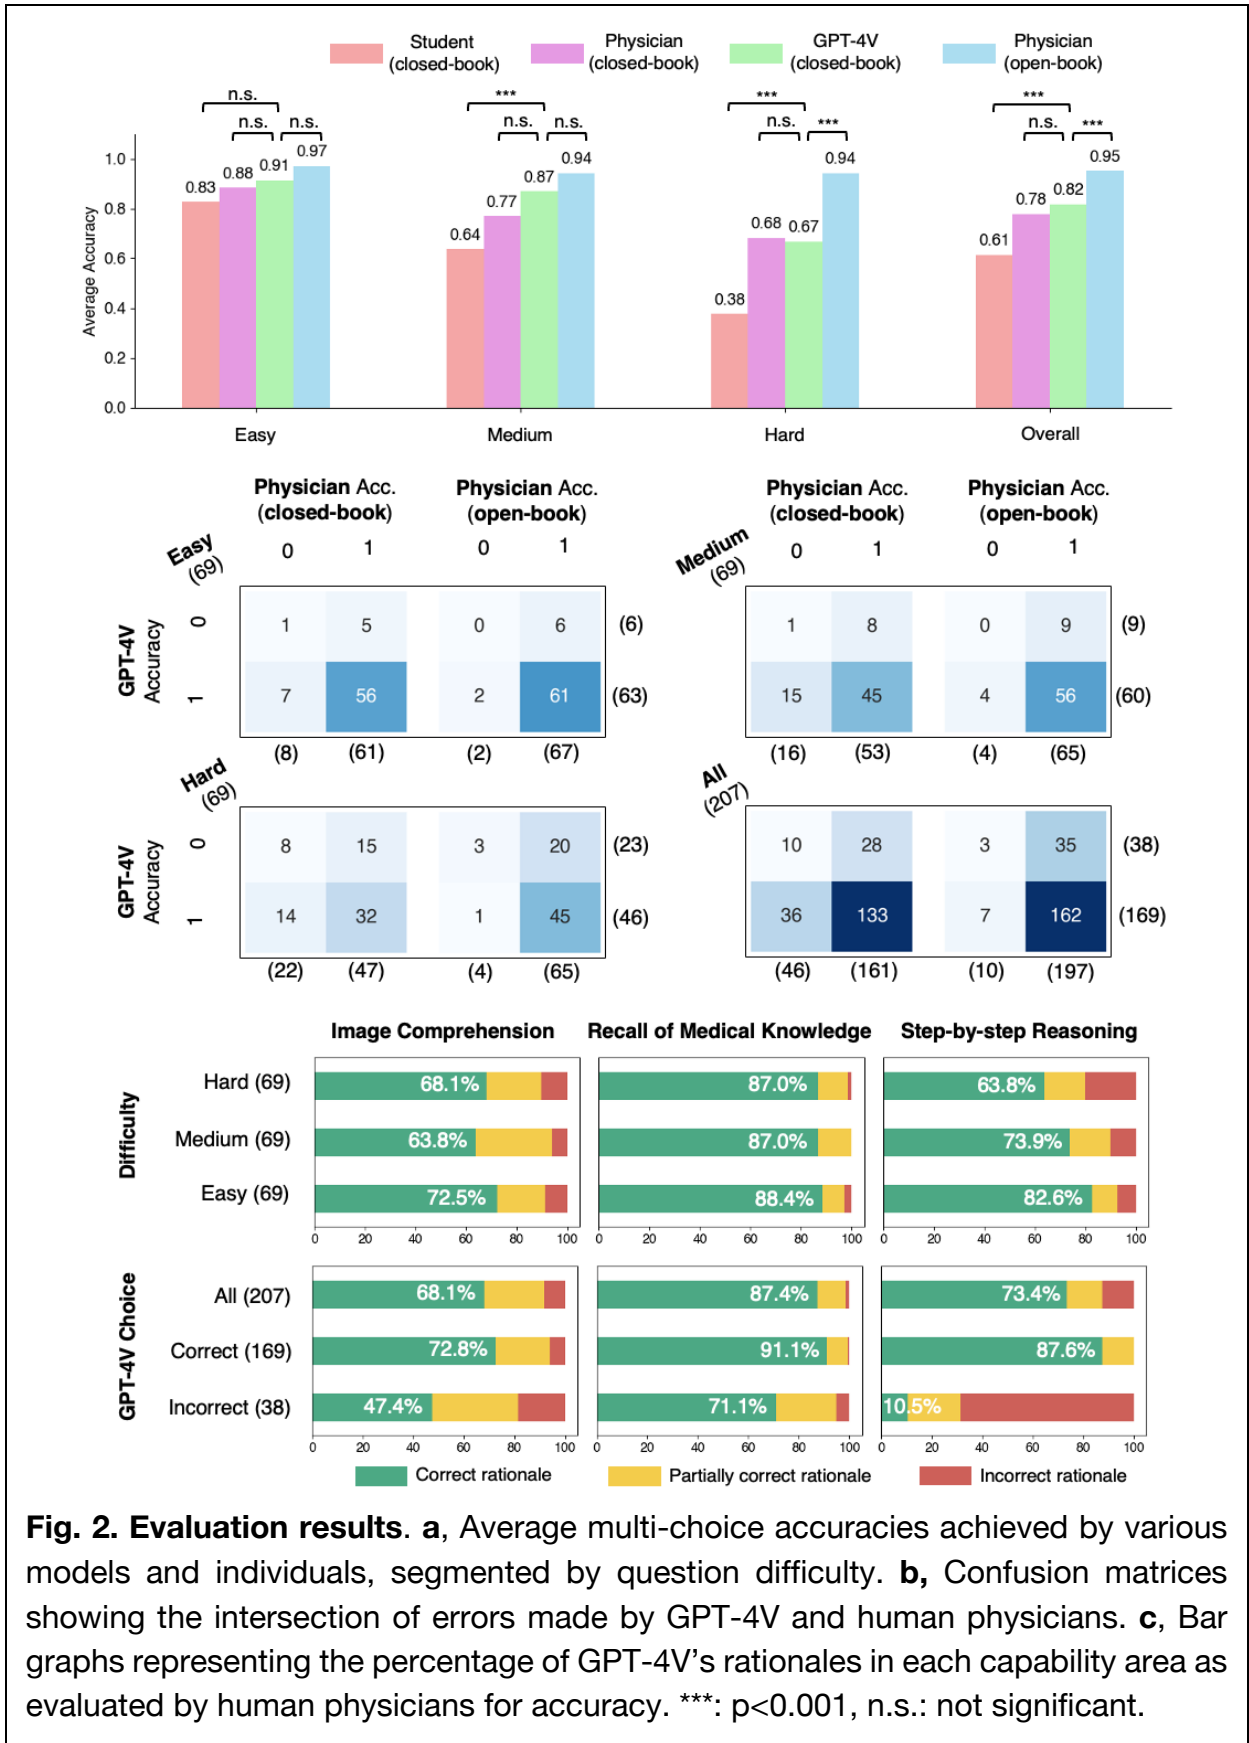 Student
(closed-book)
Physician
(closed-book)
GPT-4V
(closed-book)
Physician
(open-book)
n.s.
n.s.
n.s.
***
n.s.
n.s.
***
n.s.
***
***
n.s.
***
Average Accuracy
1.0
0.8
0.6
0.4
0.2
0.0
0.83
0.88
0.91
0.97
0.64
0.77
0.87
0.94
0.38
0.68
0.67
0.94
0.61
0.78
0.82
0.95
Easy
Medium
Hard
Overall
Physician Acc.
(closed-book)
Physician Acc.
(open-book)
Easy
(69)
0 1 0 1
GPT-4V
Accuracy
0 1 5 0 6 (6)
1 7 56 2 61 (63)
(8) (61) (2) (67)
Physician Acc.
(closed-book)
Physician Acc.
(open-book)
Medium
(69)
0 1 0 1
1 8 0 9 (9)
15 45 4 56 (60)
(16) (53) (4) (65)
Hard
(69)
GPT-4V
Accuracy
0 8 15 3 20 (23)
1 14 32 1 45 (46)
(22) (47) (4) (65)
All
(207)
10 28 3 35 (38)
36 133 7 162 (169)
(46) (161) (10) (197)
Image Comprehension Recall of Medical Knowledge Step-by-step Reasoning
Difficulty
Hard (69) 68.1% 87.0% 63.8%
Medium (69) 63.8% 87.0% 73.9%
Easy (69) 72.5% 88.4% 82.6%
0 20 40 60 80 100 0 20 40 60 80 100 0 20 40 60 80 100
GPT-4V Choice
All (207) 68.1% 87.4% 73.4%
Correct (169) 72.8% 91.1% 87.6%
Incorrect (38) 47.4% 71.1% 10.5%
0 20 40 60 80 100 0 20 40 60 80 100 0 20 40 60 80 100
Correct rationale Partially correct rationale Incorrect rationale
Fig. 2. Evaluation results. a, Average multi-choice accuracies achieved by various
models and individuals, segmented by question difficulty. b, Confusion matrices
showing the intersection of errors made by GPT-4V and human physicians. c, Bar
graphs representing the percentage of GPT-4V's rationales in each capability area as
evaluated by human physicians for accuracy. ***: p<0.001, n.s.: not significant.